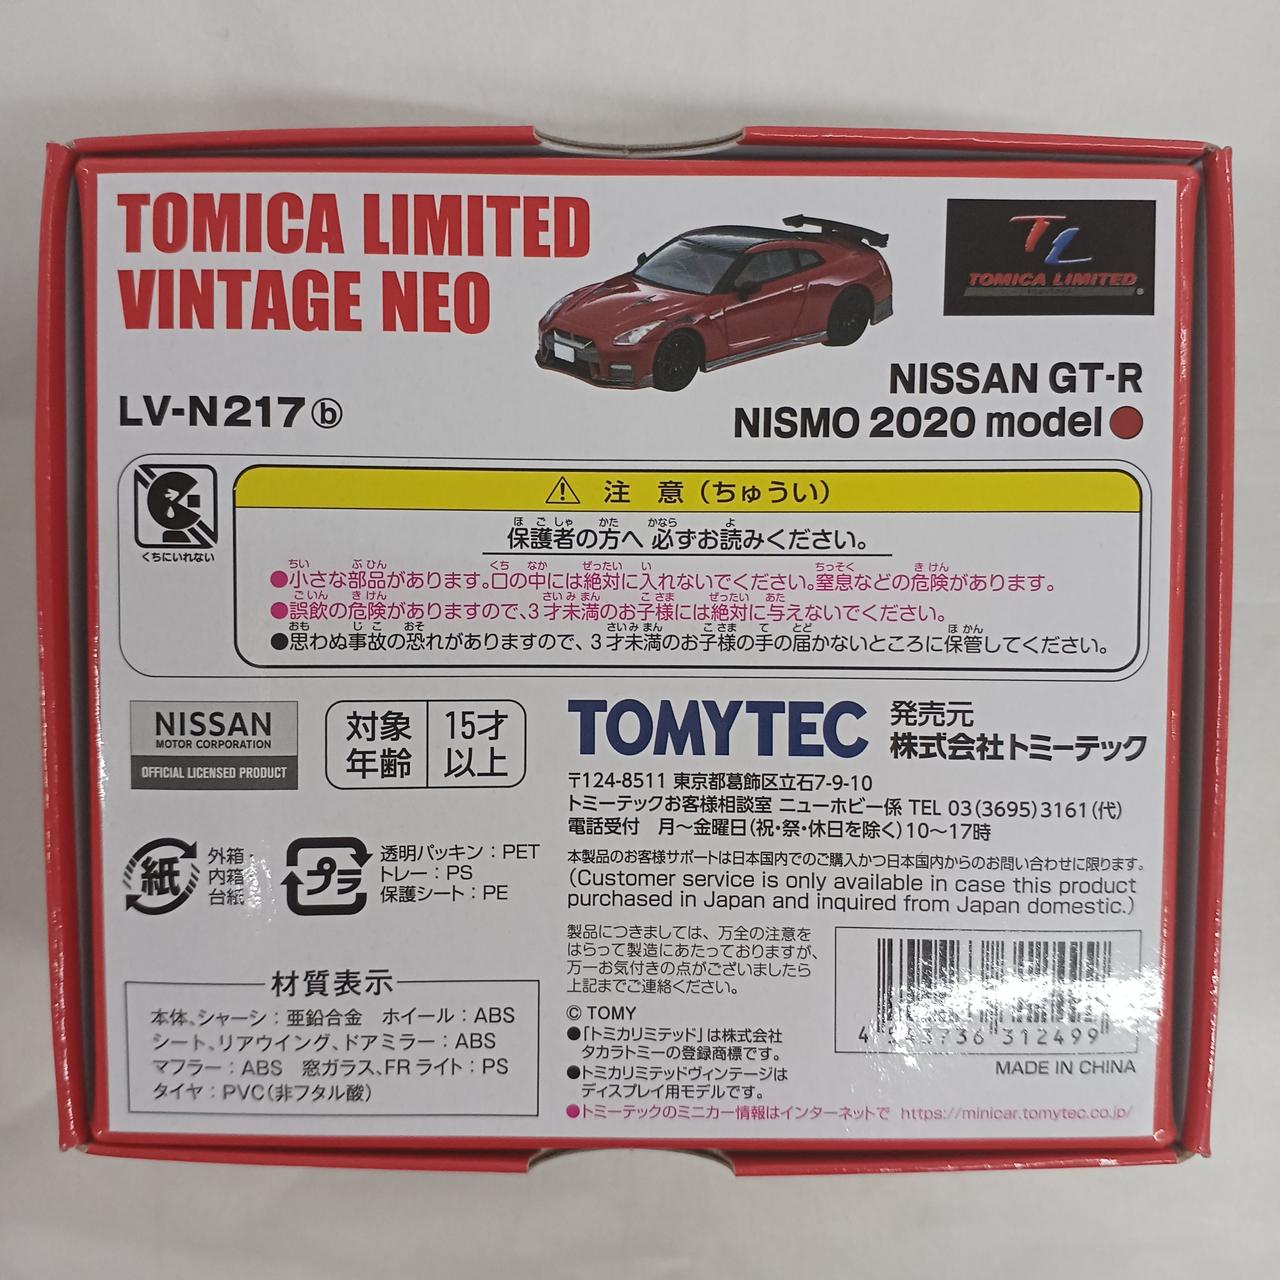 TOMICA LIMITED
VINTAGE NEO
TL
TOMICA LIMITED
LV-N217ⓑ
NISSAN GT-R
NISMO 2020 model
くちにいれない
⚠ 注 意(ちゅうい)
保護者の方へ 必ずお読みください。
●小さな部品があります。口の中には絶対に入れないでください。窒息などの危険があります。
●誤飲の危険がありますので、3才未満のお子様には絶対に与えないでください。
●思わぬ事故の恐れがありますので、3才未満のお子様の手の届かないところに保管してください。
NISSAN
MOTOR CORPORATION
OFFICIAL LICENSED PRODUCT
対象
年齢
15才
以上
TOMYTEC
発売元
株式会社トミーテック
〒124-8511 東京都葛飾区立石7-9-10
トミーテックお客様相談室 ニューホビー係 TEL 03(3695)3161(代)
電話受付 月~金曜日(祝・祭・休日を除く)10~17時
紙
外箱
内箱
台紙
プラ
透明パッキン:PET
トレー:PS
保護シート:PE
本製品のお客様サポートは日本国内でのご購入かつ日本国内からのお問い合わせに限ります。
(Customer service is only available in case this product
purchased in Japan and inquired from Japan domestic.)
製品につきましては、万全の注意を
はらって製造にあたっておりますが、
万一お気付きの点がございましたら
上記までご連絡ください。
© TOMY
●「トミカリミテッド」は株式会社
タカラトミーの登録商標です。
●トミカリミテッドヴィンテージは
ディスプレイ用モデルです。
●トミーテックのミニカー情報はインターネットで https://minicar.tomytec.co.jp/
材質表示
本体、シャーシ:亜鉛合金 ホイール:ABS
シート、リアウイング、ドアミラー:ABS
マフラー:ABS 窓ガラス、FRライト:PS
タイヤ:PVC(非フタル酸)
4 543736 312499
MADE IN CHINA